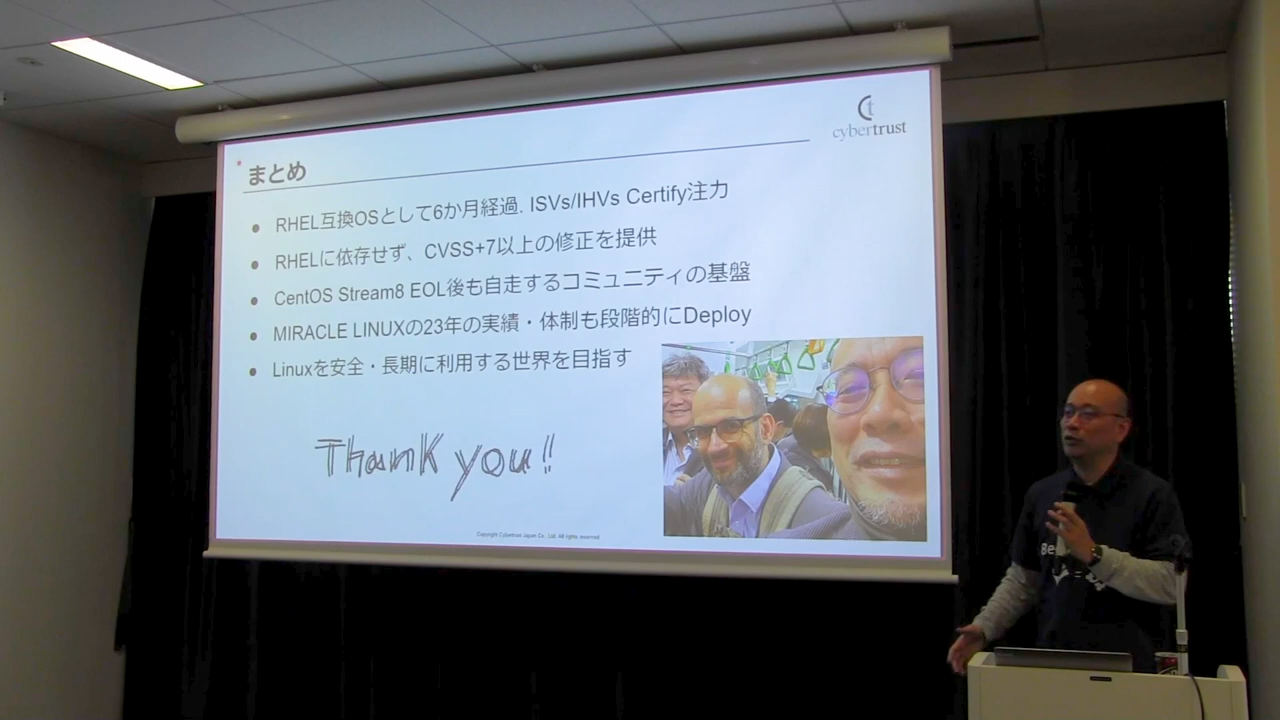 cybertrust
まとめ
RHEL互換OSとして6か月経過. ISVs/IHVs Certify注力
RHELに依存せず、CVSS+7以上の修正を提供
CentOS Stream8 EOL後も自走するコミュニティの基盤
MIRACLE LINUXの23年の実績・体制も段階的にDeploy
Linuxを安全・長期に利用する世界を目指す
Thank you!!
Copyright Cybertrust Japan Co., Ltd. All rights reserved.